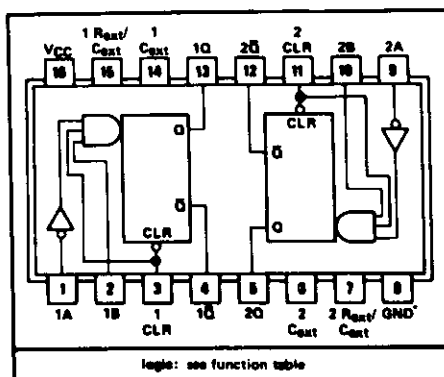 1 Rext/ 1 2
VCC Cext Cext 1Q 2Q̅ CLR 2B 2A
16 15 14 13 12 11 10 9
CLR
Q Q̅
Q̅ Q
CLR
1 2 3 4 5 6 7 8
1A 1B 1 1Q̅ 2Q 2 2 Rext/ GND
CLR Cext Cext
logic: see function table